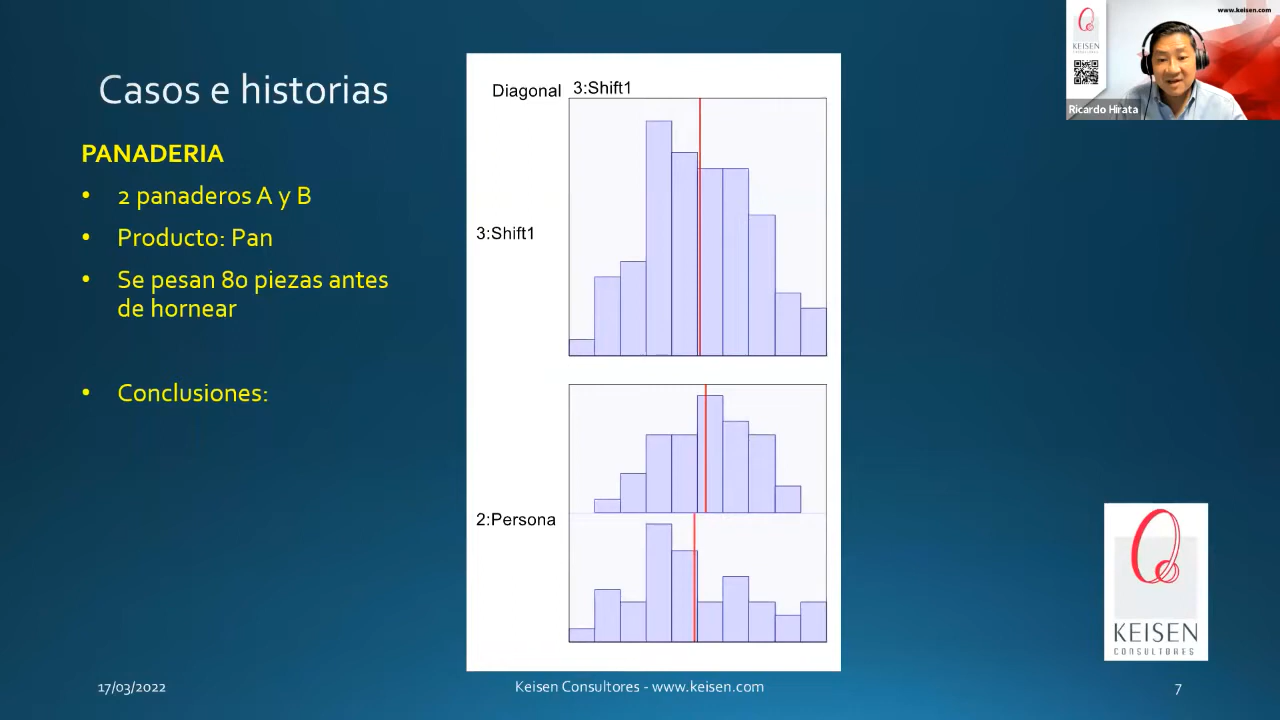 www.keisen.com
KEISEN
Ricardo Hirata
Casos e historias
PANADERIA
• 2 panaderos A y B
• Producto: Pan
• Se pesan 80 piezas antes
de hornear
• Conclusiones:
Diagonal 3:Shift1
3:Shift1
2:Persona
KEISEN
CONSULTORES
17/03/2022
Keisen Consultores - www.keisen.com
7